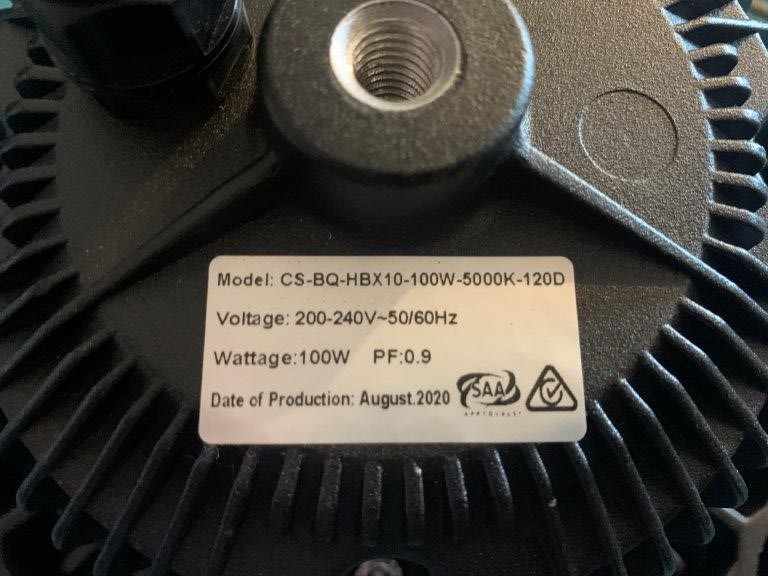 Model: CS-BQ-HBX10-100W-5000K-120D
Voltage: 200-240V~50/60Hz
Wattage:100W PF:0.9
Date of Production: August.2020
SAA
APPROVALS